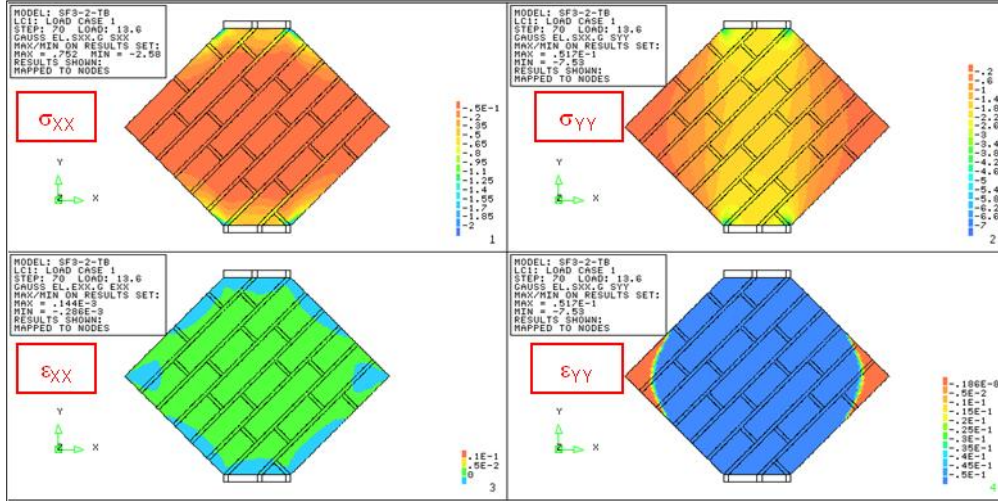 MODEL: SF3-2-TB
LC1: LOAD CASE 1
STEP: 70 LOAD: 13.6
GAUSS EL.SXX.G SXX
MAX/MIN ON RESULTS SET:
MAX = .752 MIN = -2.58
RESULTS SHOWN:
MAPPED TO NODES
σXX
Y
Z
X
-.5E-1
-.2
-.35
-.5
-.65
-.8
-.95
-1.1
-1.25
-1.4
-1.55
-1.7
-1.85
-2
1
MODEL: SF3-2-TB
LC1: LOAD CASE 1
STEP: 70 LOAD: 13.6
GAUSS EL.SXX.G SYY
MAX/MIN ON RESULTS SET:
MAX = .517E-1
MIN = -7.53
RESULTS SHOWN:
MAPPED TO NODES
σYY
Y
Z
X
-.2
-.6
-1
-1.4
-1.8
-2.2
-2.6
-3
-3.4
-3.8
-4.2
-4.6
-5
-5.4
-5.8
-6.2
-6.6
-7
2
MODEL: SF3-2-TB
LC1: LOAD CASE 1
STEP: 70 LOAD: 13.6
GAUSS EL.EXX.G EXX
MAX/MIN ON RESULTS SET:
MAX = .144E-3
MIN = -.286E-3
RESULTS SHOWN:
MAPPED TO NODES
εXX
Y
Z
X
.1E-1
.5E-2
0
3
MODEL: SF3-2-TB
LC1: LOAD CASE 1
STEP: 70 LOAD: 13.6
GAUSS EL.SXX.G SYY
MAX/MIN ON RESULTS SET:
MAX = .517E-1
MIN = -7.53
RESULTS SHOWN:
MAPPED TO NODES
εYY
Y
Z
X
-.186E-8
-.5E-2
-.1E-1
-.15E-1
-.2E-1
-.25E-1
-.3E-1
-.35E-1
-.4E-1
-.45E-1
-.5E-1
4